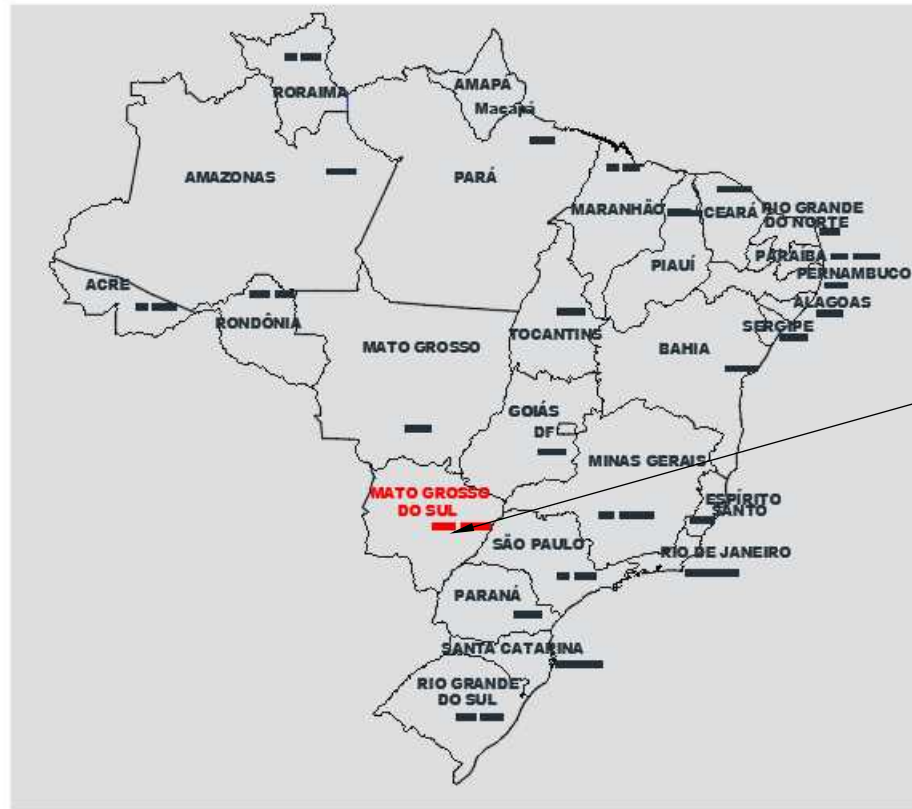 RORAIMA
AMAPÁ
Macapá
AMAZONAS
PARÁ
MARANHÃO
CEARÁ
RIO GRANDE
DO NORTE
PARAIBA
PIAUÍ
PERNAMBUCO
ACRE
ALAGOAS
RONDÔNIA
SERGIPE
TOCANTINS
MATO GROSSO
BAHIA
GOIÁS
DF
MINAS GERAIS
MATO GROSSO
DO SUL
ESPÍRITO
SANTO
SÃO PAULO
RIO DE JANEIRO
PARANÁ
SANTA CATARINA
RIO GRANDE
DO SUL